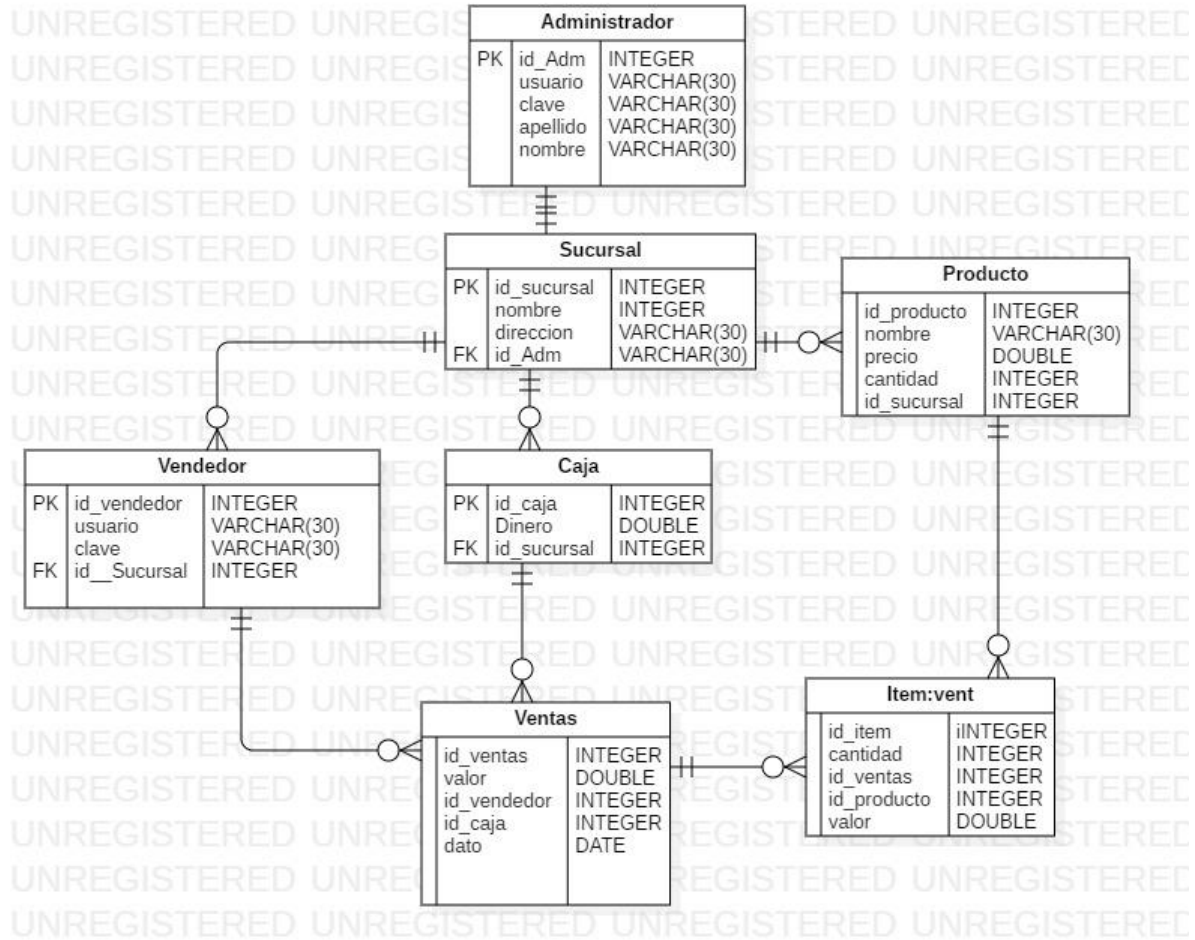 UNREGISTERED
Administrador
PK id_Adm INTEGER
usuario VARCHAR(30)
clave VARCHAR(30)
apellido VARCHAR(30)
nombre VARCHAR(30)
Sucursal
PK id_sucursal INTEGER
nombre INTEGER
direccion VARCHAR(30)
FK id_Adm VARCHAR(30)
Producto
id_producto INTEGER
nombre VARCHAR(30)
precio DOUBLE
cantidad INTEGER
id_sucursal INTEGER
Vendedor
PK id_vendedor INTEGER
usuario VARCHAR(30)
clave VARCHAR(30)
FK id__Sucursal INTEGER
Caja
PK id_caja INTEGER
Dinero DOUBLE
FK id_sucursal INTEGER
Ventas
id_ventas INTEGER
valor DOUBLE
id_vendedor INTEGER
id_caja INTEGER
dato DATE
Item:vent
id_item iINTEGER
cantidad INTEGER
id_ventas INTEGER
id_producto INTEGER
valor DOUBLE